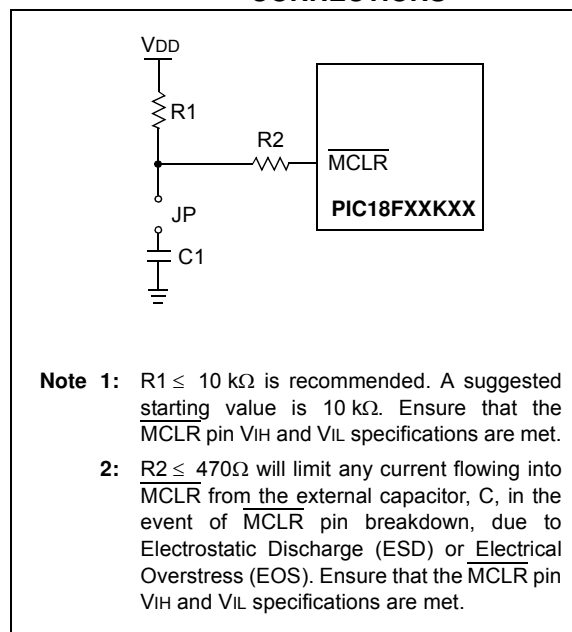 CONNECTIONS
VDD
R1
R2
MCLR
PIC18FXXKXX
JP
C1
Note 1: R1 ≤ 10 kΩ is recommended. A suggested
starting value is 10 kΩ. Ensure that the
MCLR pin VIH and VIL specifications are met.
2: R2 ≤ 470Ω will limit any current flowing into
MCLR from the external capacitor, C, in the
event of MCLR pin breakdown, due to
Electrostatic Discharge (ESD) or Electrical
Overstress (EOS). Ensure that the MCLR pin
VIH and VIL specifications are met.